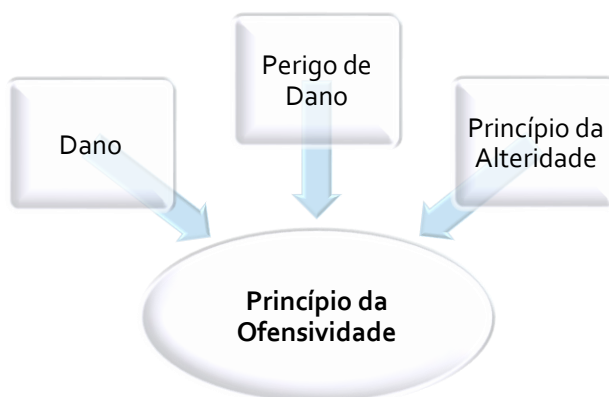 Dano
Perigo de
Dano
Princípio da
Alteridade
Princípio da
Ofensividade